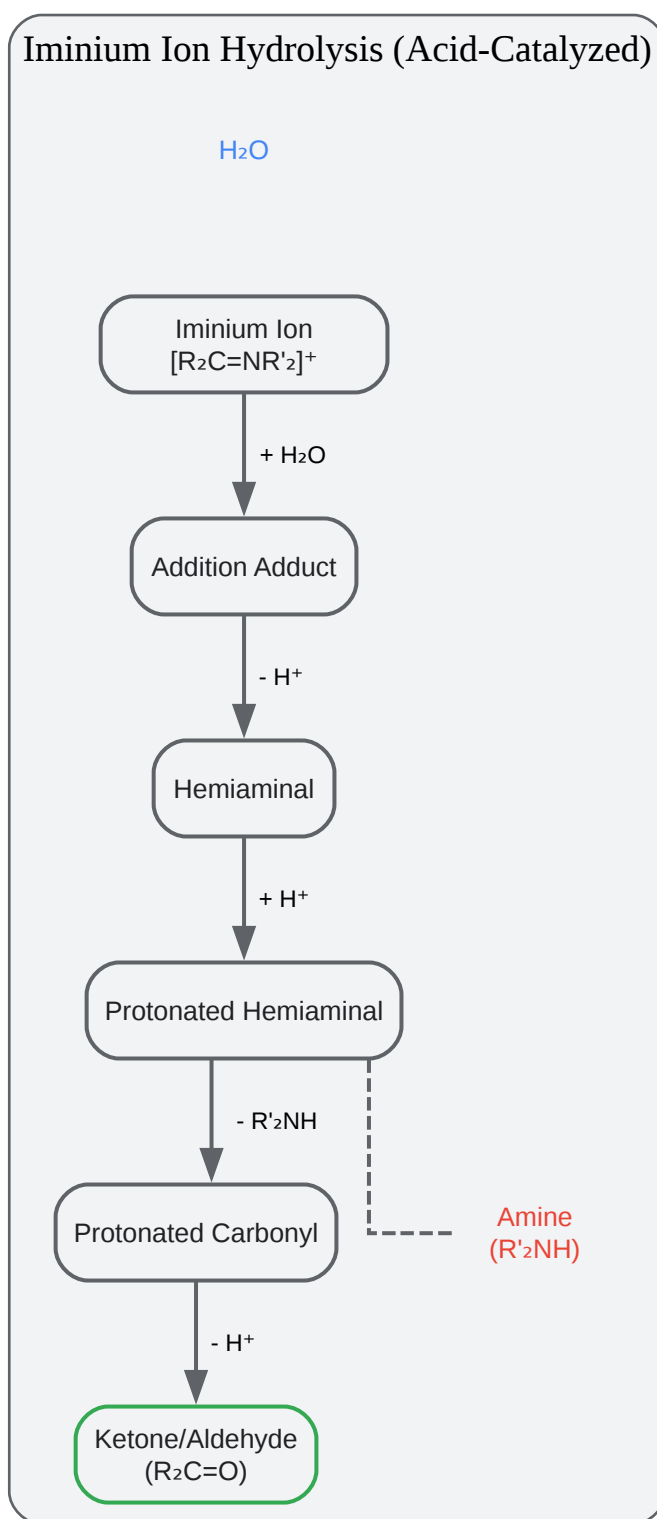 Iminium Ion Hydrolysis (Acid-Catalyzed)
H₂O
Iminium Ion
[R₂C=NR'₂]⁺
+ H₂O
Addition Adduct
- H⁺
Hemiaminal
+ H⁺
Protonated Hemiaminal
- R'₂NH
Protonated Carbonyl
Amine
(R'₂NH)
- H⁺
Ketone/Aldehyde
(R₂C=O)